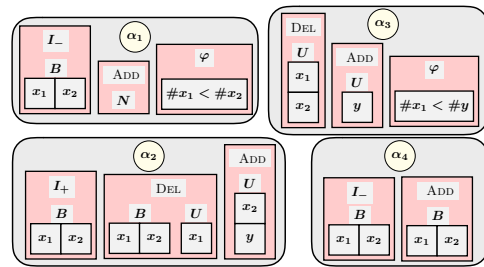 I₋ α₁ φ
B ADD
x₁ x₂ N #x₁ < #x₂
DEL α₃
U ADD φ
x₁ U
x₂ y #x₁ < #y
α₂ ADD
I₊ DEL U
B B U x₂
x₁ x₂ x₁ x₂ x₁ y
α₄
I₋ ADD
B B
x₁ x₂ x₁ x₂